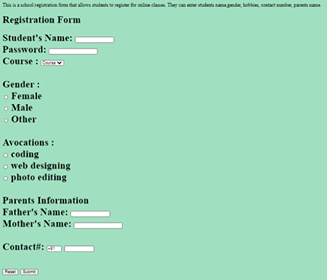 This is a school registration form that allows students to register for online classes. They can enter students name,gender, hobbies, contact number, parents name.
Registration Form
Student's Name:
Password:
Course : Course
Gender :
Female
Male
Other
Avocations :
coding
web designing
photo editing
Parents Information
Father's Name:
Mother's Name:
Contact#: +91
Reset Submit